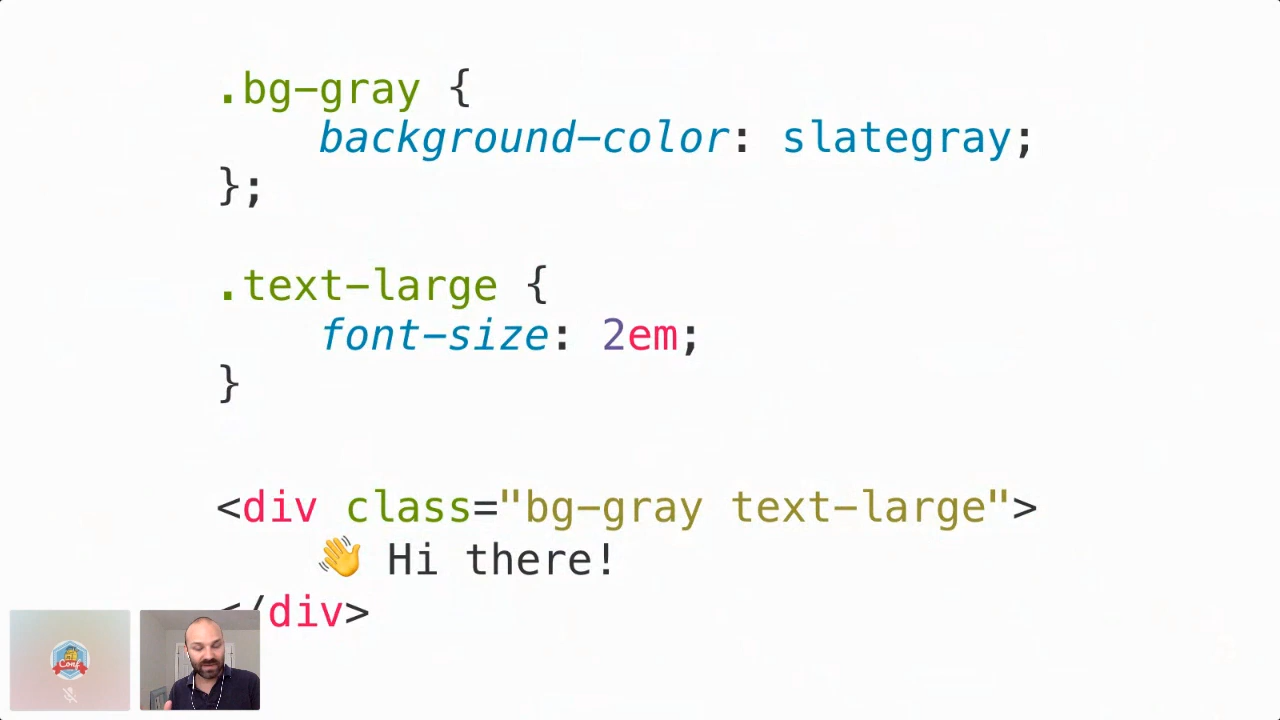 .bg-gray {
background-color: slategray;
};
.text-large {
font-size: 2em;
}
<div class="bg-gray text-large">
👋 Hi there!
</div>
Conf